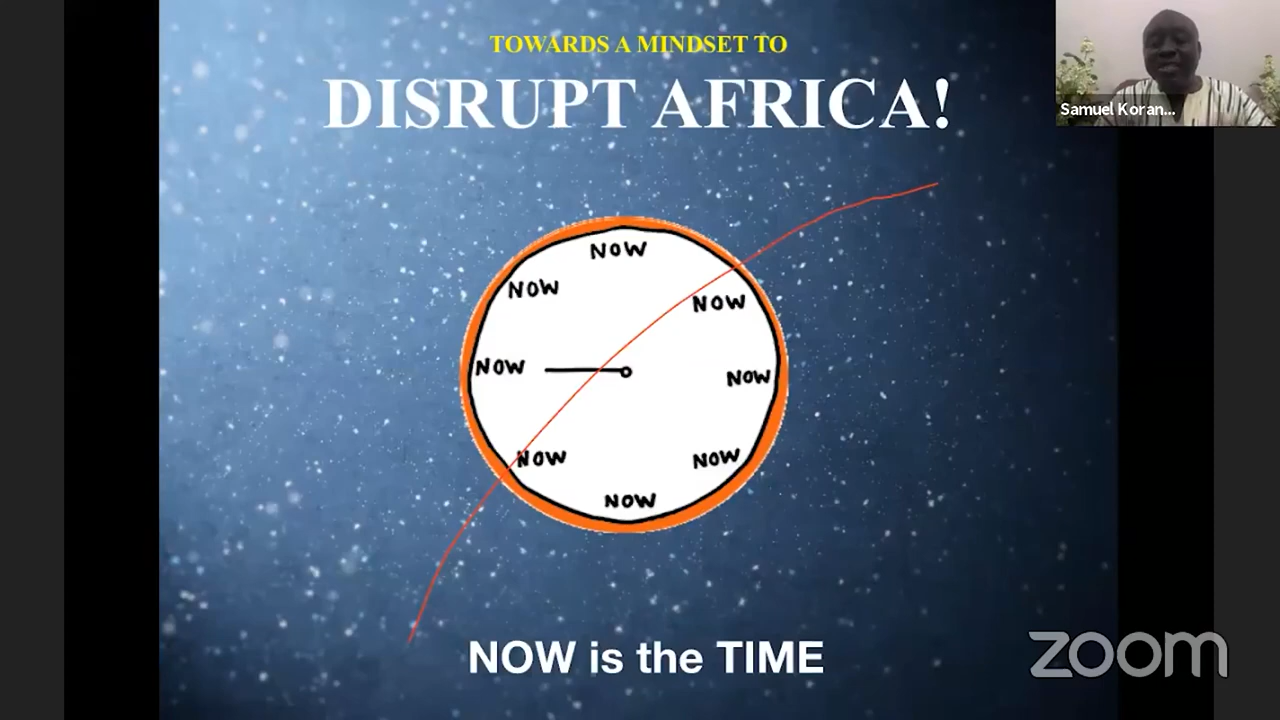 TOWARDS A MINDSET TO
DISRUPT AFRICA!
Samuel Koran...
NOW
NOW
NOW
NOW
NOW
NOW
NOW
NOW
NOW is the TIME
zoom